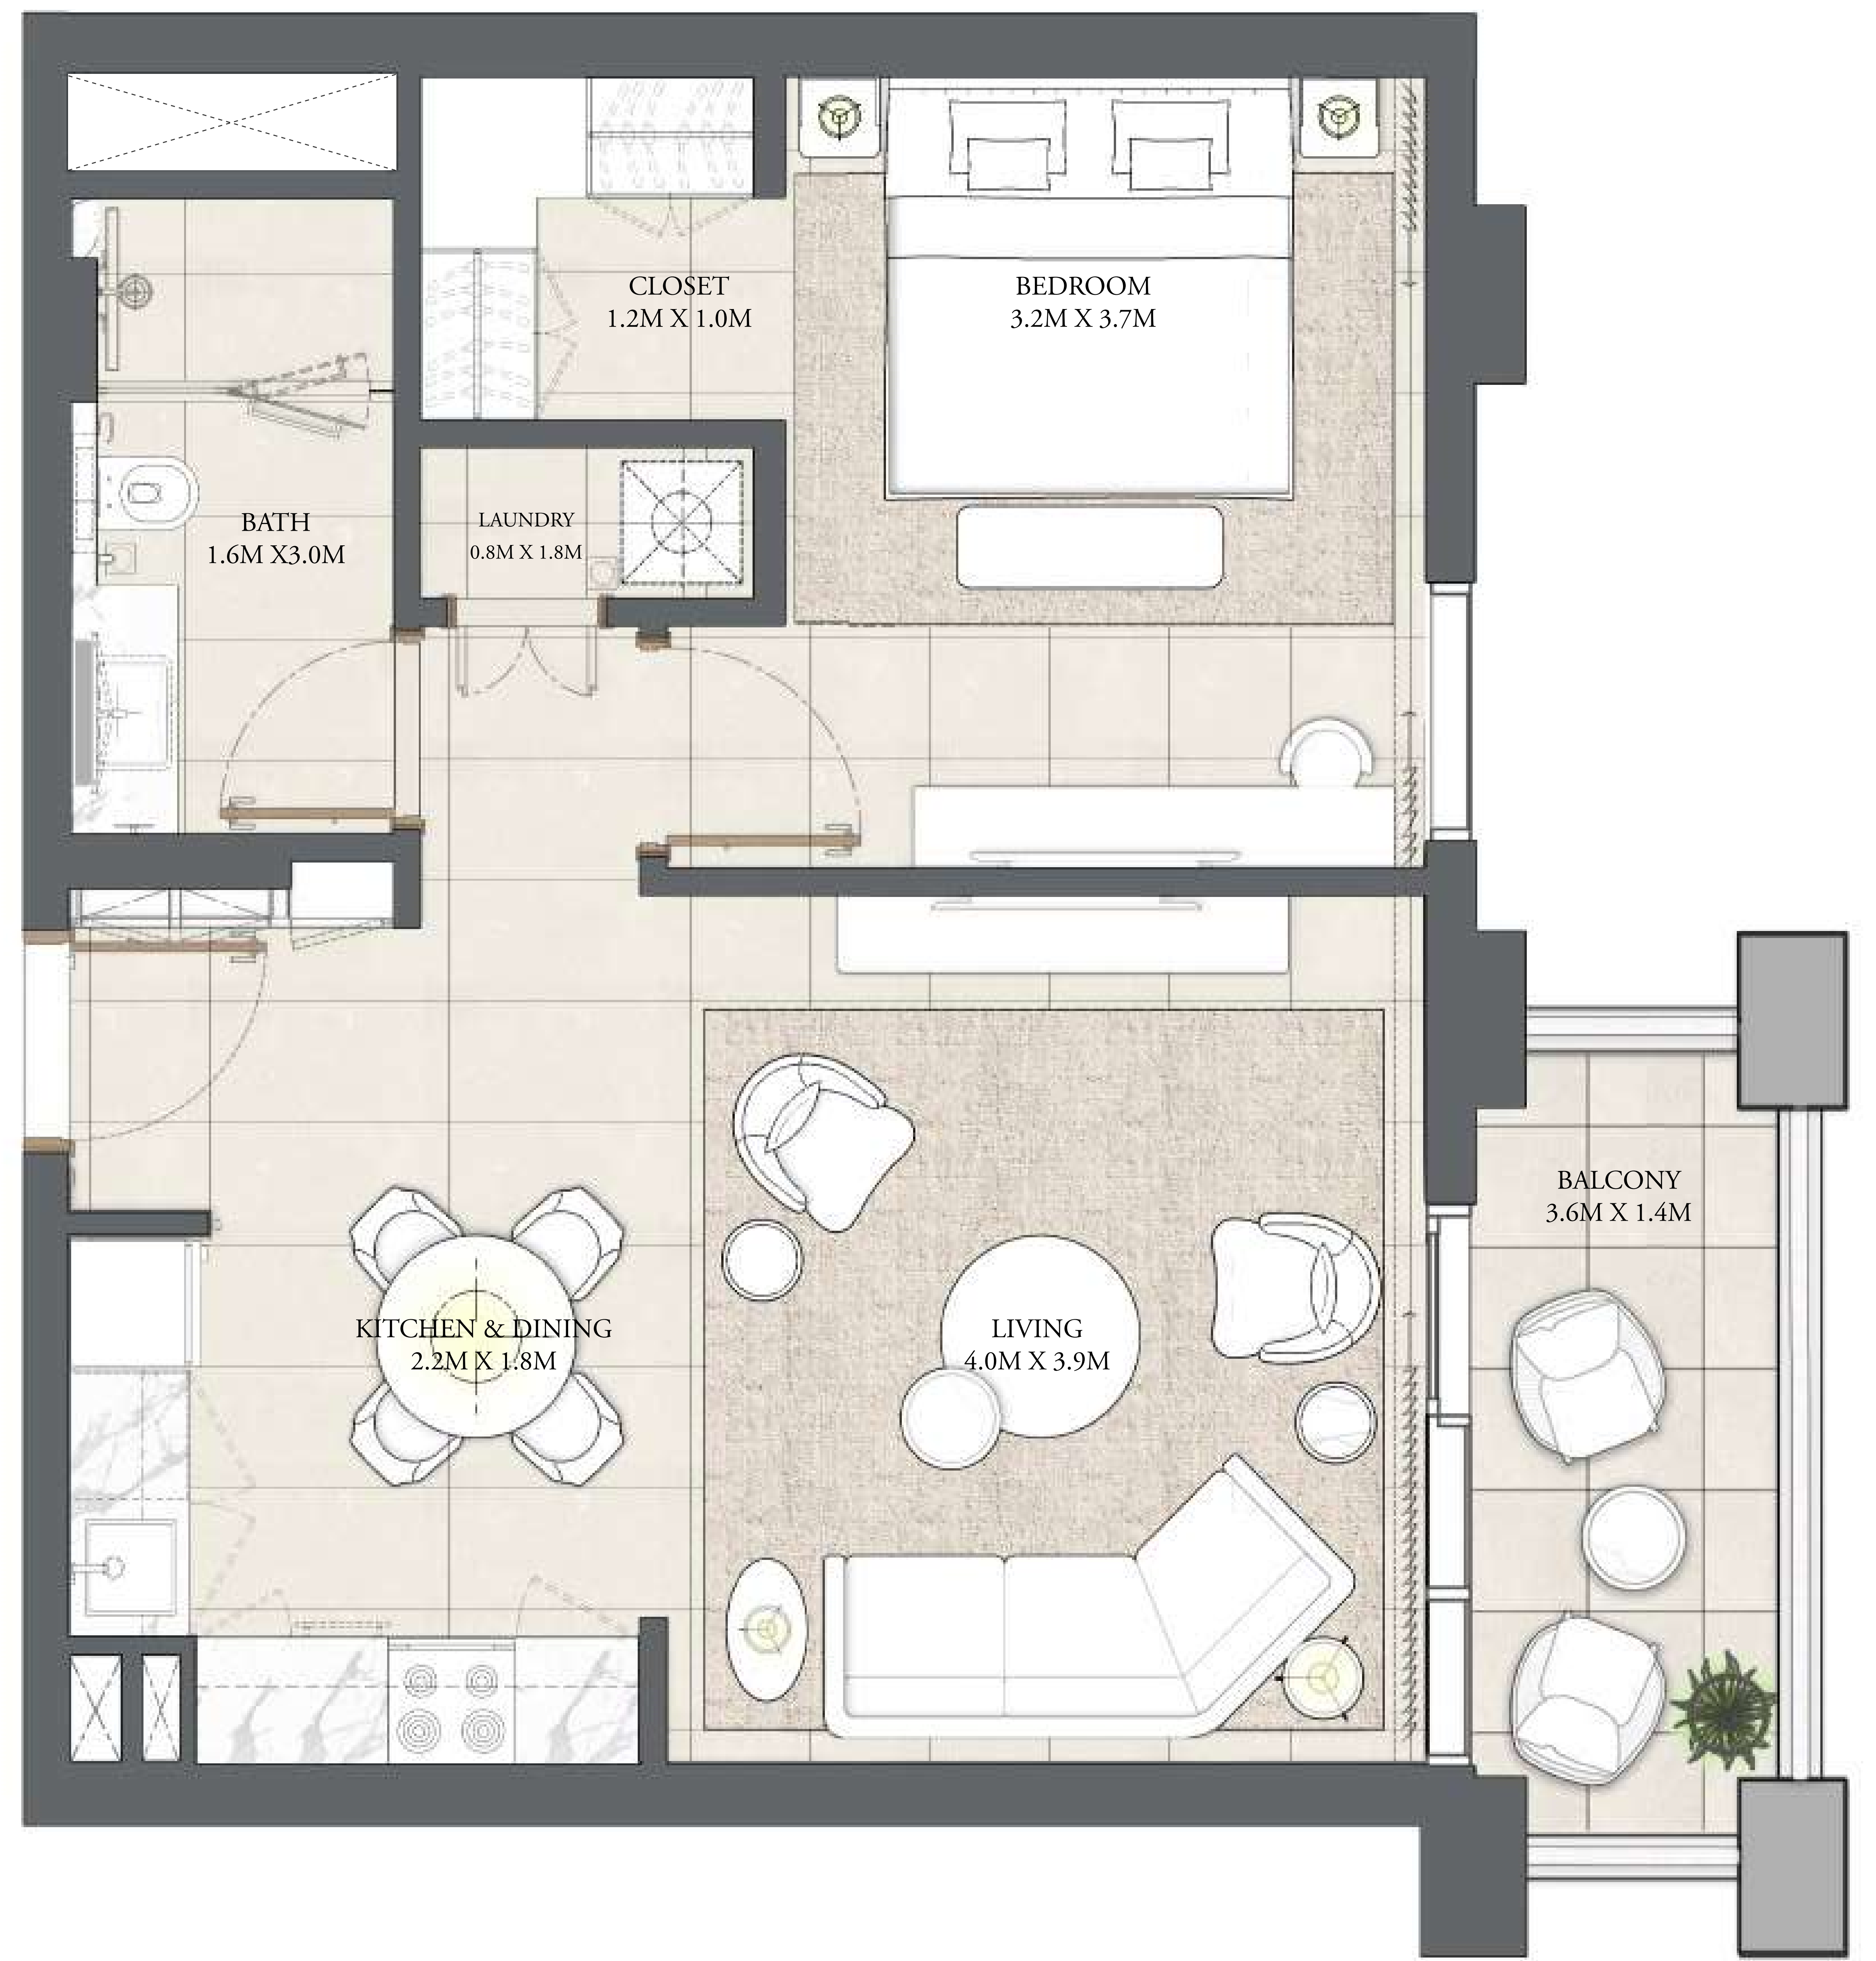 CLOSET
1.2M X 1.0M
BEDROOM
3.2M X 3.7M
BATH
1.6M X3.0M
LAUNDRY
0.8M X 1.8M
BALCONY
3.6M X 1.4M
KITCHEN & DINING
2.2M X 1.8M
LIVING
4.0M X 3.9M